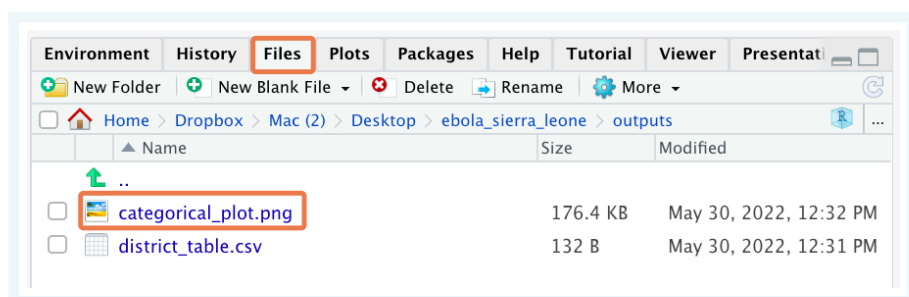 Environment History Files Plots Packages Help Tutorial Viewer Presentati
New Folder New Blank File Delete Rename More
Home > Dropbox > Mac (2) > Desktop > ebola_sierra_leone > outputs R ...
Name Size Modified
..
categorical_plot.png 176.4 KB May 30, 2022, 12:32 PM
district_table.csv 132 B May 30, 2022, 12:31 PM